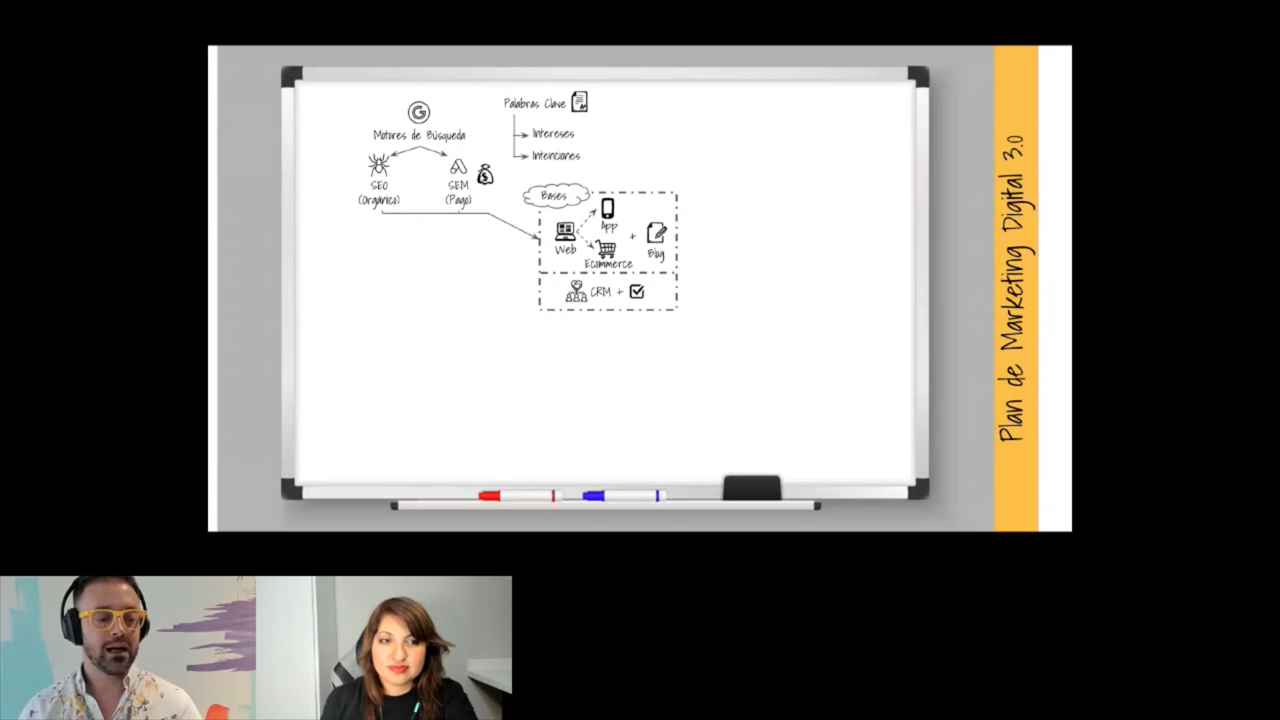 Palabras Clave
Motores de Búsqueda
Intereses
Intenciones
SEO
(Orgánico)
SEM
(Pago)
Bases
App
+
Web
Blog
Ecommerce
CRM +
Plan de Marketing Digital 3.0